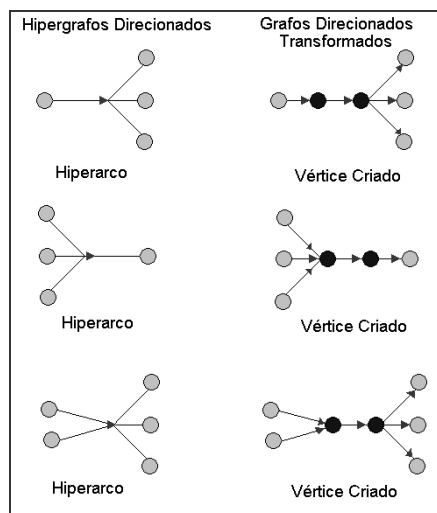 Hipergrafos Direcionados
Grafos Direcionados
Transformados
Hiperarco
Vértice Criado
Hiperarco
Vértice Criado
Hiperarco
Vértice Criado